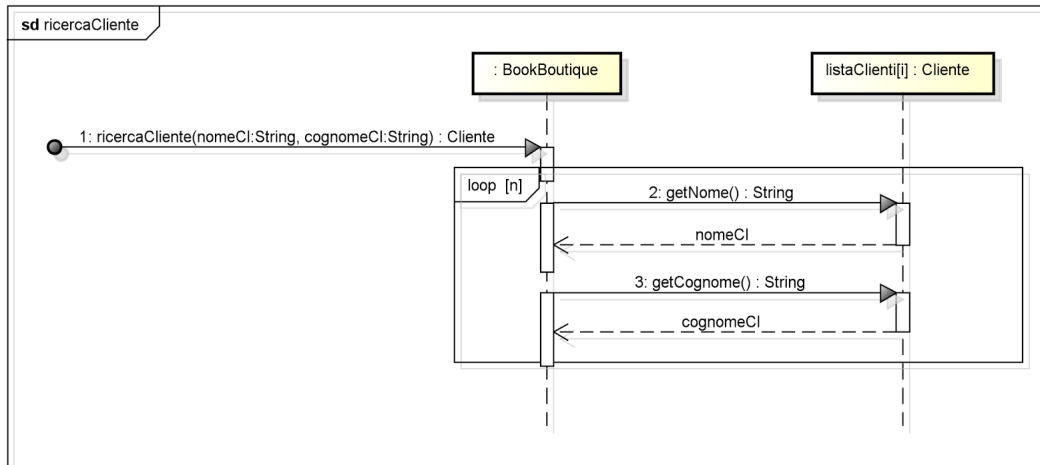 sd ricercaCliente
: BookBoutique
listaClienti[i] : Cliente
1: ricercaCliente(nomeCl:String, cognomeCl:String) : Cliente
loop [n]
2: getNome() : String
nomeCl
3: getCognome() : String
cognomeCl